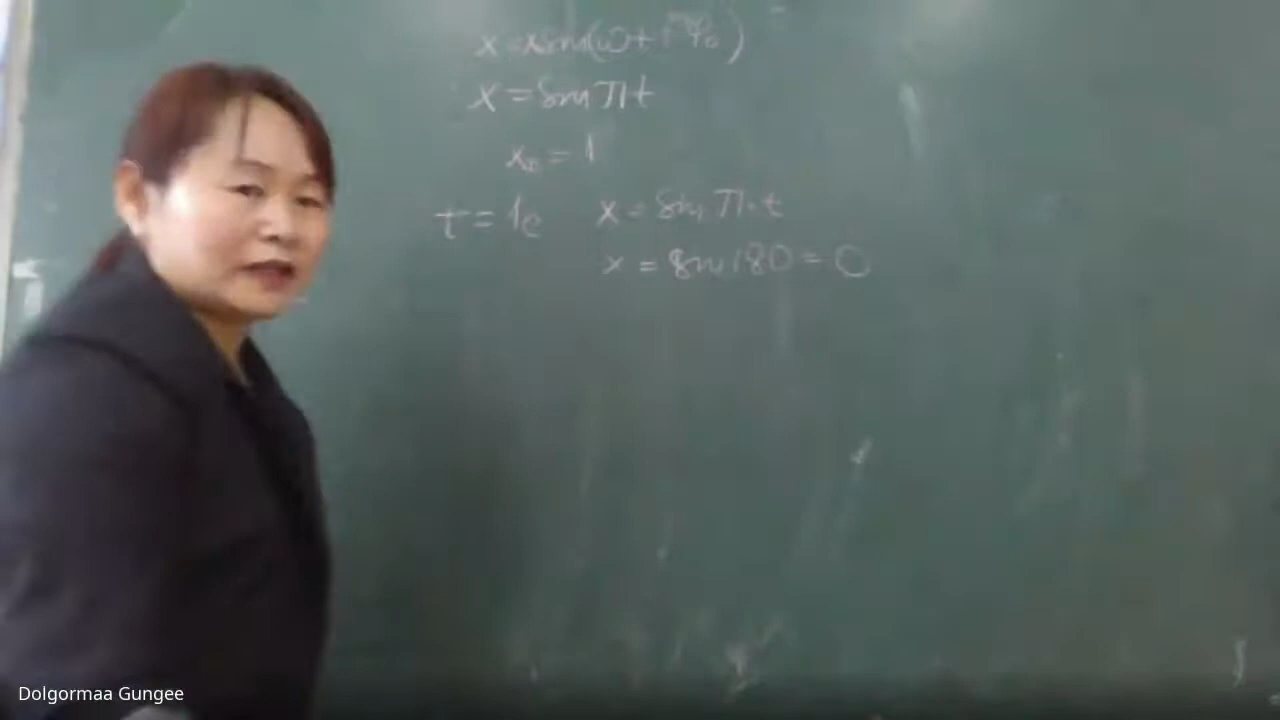 x = x sin(ωt + φ₀)
x = sin πt
x₀ = 1
t = 1c x = sin π·t
x = sin 180 = 0
Dolgormaa Gungee